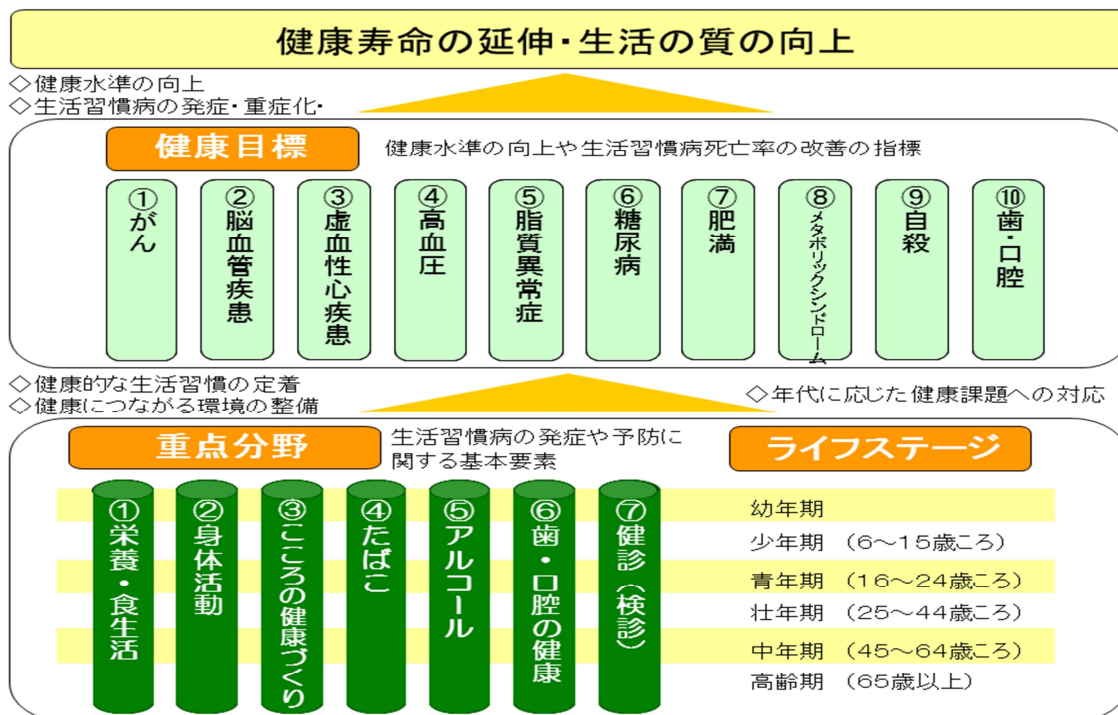 健康寿命の延伸・生活の質の向上
◇健康水準の向上
◇生活習慣病の発症・重症化・
健康目標
健康水準の向上や生活習慣病死亡率の改善の指標
①がん
②脳血管疾患
③虚血性心疾患
④高血圧
⑤脂質異常症
⑥糖尿病
⑦肥満
⑧メタボリックシンドローム
⑨自殺
⑩歯・口腔
◇健康的な生活習慣の定着
◇健康につながる環境の整備
◇年代に応じた健康課題への対応
重点分野
生活習慣病の発症や予防に
関する基本要素
ライフステージ
①栄養・食生活
②身体活動
③こころの健康づくり
④たばこ
⑤アルコール
⑥歯・口腔の健康
⑦健診（検診）
幼年期
少年期 （6～15歳ころ）
青年期 （16～24歳ころ）
壮年期 （25～44歳ころ）
中年期 （45～64歳ころ）
高齢期 （65歳以上）